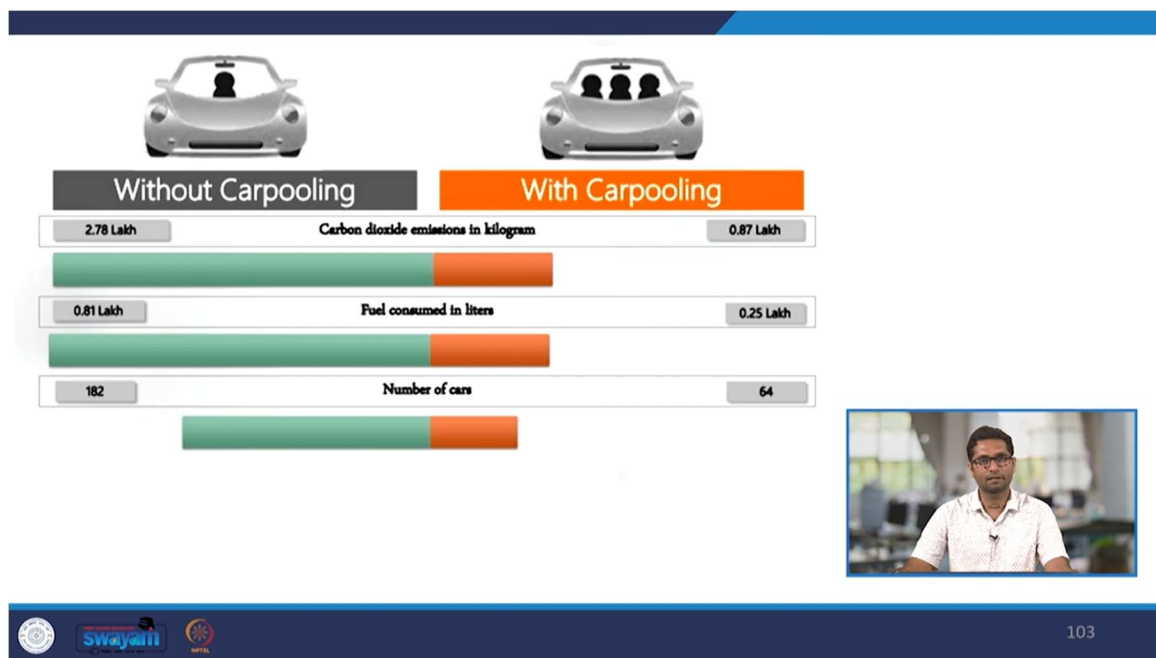 Without Carpooling
With Carpooling
2.78 Lakh
Carbon dioxide emissions in kilogram
0.87 Lakh
0.81 Lakh
Fuel consumed in liters
0.25 Lakh
182
Number of cars
64
swayam
NPTEL
103